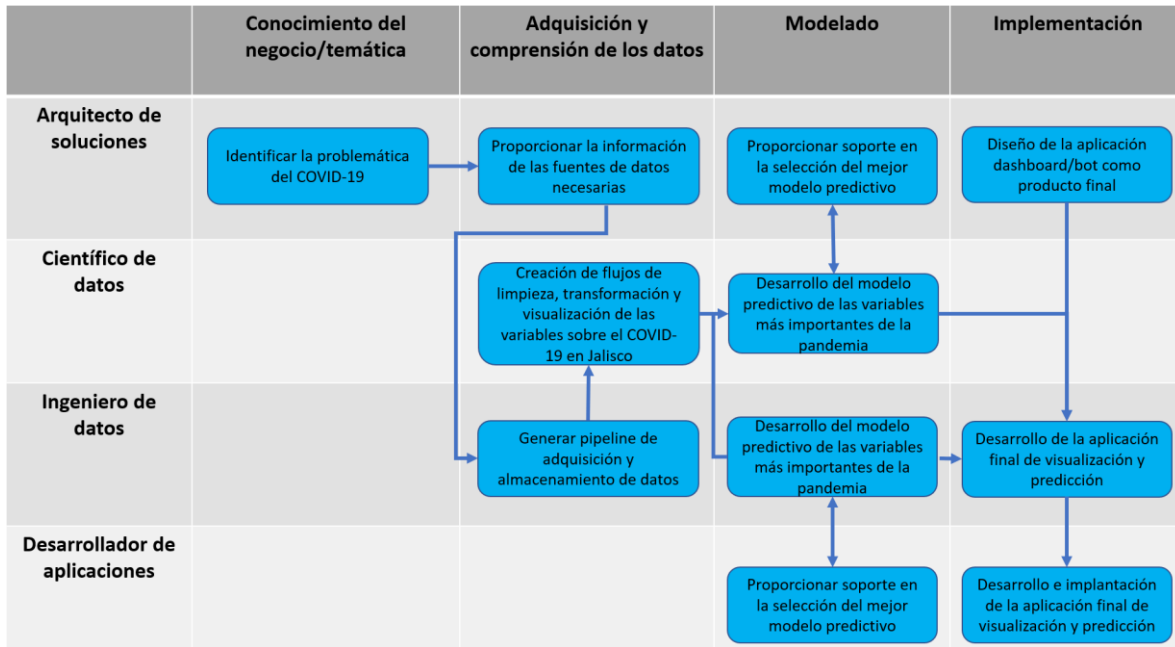 Conocimiento del
negocio/temática
Adquisición y
comprensión de los datos
Modelado
Implementación
Arquitecto de
soluciones
Identificar la problemática
del COVID-19
Proporcionar la información
de las fuentes de datos
necesarias
Proporcionar soporte en
la selección del mejor
modelo predictivo
Diseño de la aplicación
dashboard/bot como
producto final
Científico de
datos
Creación de flujos de
limpieza, transformación y
visualización de las
variables sobre el COVID-
19 en Jalisco
Desarrollo del modelo
predictivo de las variables
más importantes de la
pandemia
Ingeniero de
datos
Generar pipeline de
adquisición y
almacenamiento de datos
Desarrollo del modelo
predictivo de las variables
más importantes de la
pandemia
Desarrollo de la aplicación
final de visualización y
predicción
Desarrollador de
aplicaciones
Proporcionar soporte en
la selección del mejor
modelo predictivo
Desarrollo e implantación
de la aplicación final de
visualización y predicción